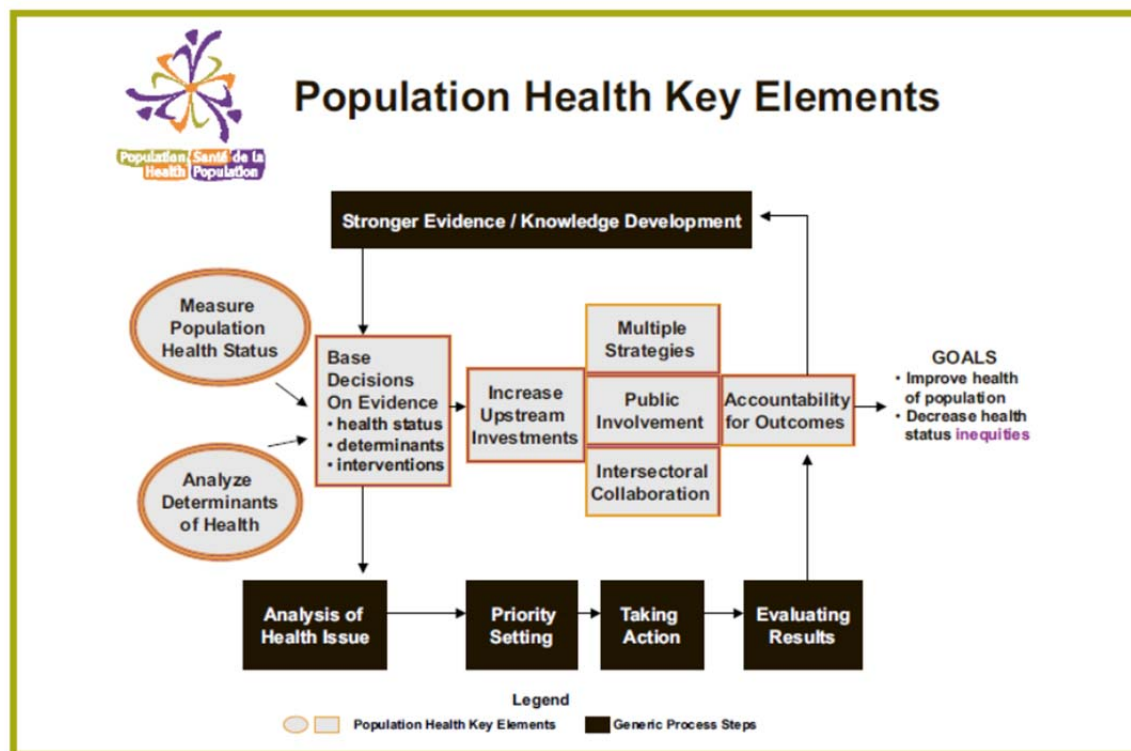 Population Health Key Elements
Population Santé de la
Health Population
Stronger Evidence / Knowledge Development
Measure
Population
Health Status
Analyze
Determinants
of Health
Base
Decisions
On Evidence
• health status
• determinants
• interventions
Increase
Upstream
Investments
Multiple
Strategies
Public
Involvement
Intersectoral
Collaboration
Accountability
for Outcomes
GOALS
• Improve health
of population
• Decrease health
status inequities
Analysis of
Health Issue
Priority
Setting
Taking
Action
Evaluating
Results
Legend
Population Health Key Elements
Generic Process Steps